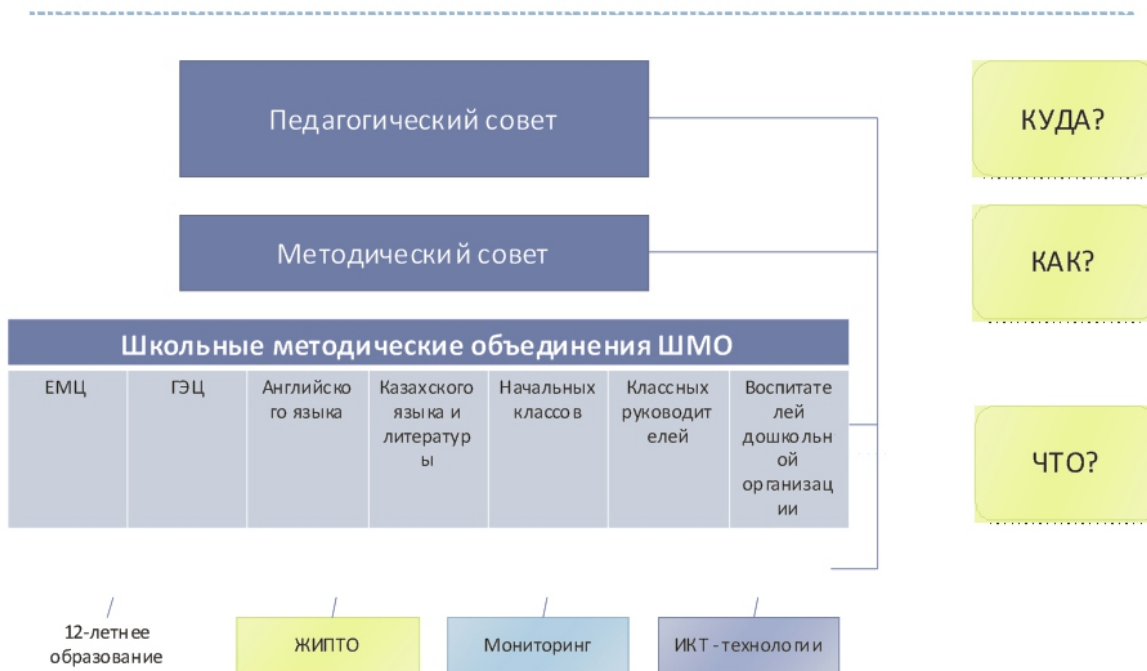 Педагогический совет
КУДА?
Методический совет
КАК?
Школьные методические объединения ШМО
ЕМЦ
ГЭЦ
Английско
го языка
Казахского
языка и
литератур
ы
Начальных
классов
Классных
руководит
елей
Воспитате
лей
дошкольн
ой
организац
ии
ЧТО?
12-летнее
образование
ЖИПТО
Мониторинг
ИКТ - технологии